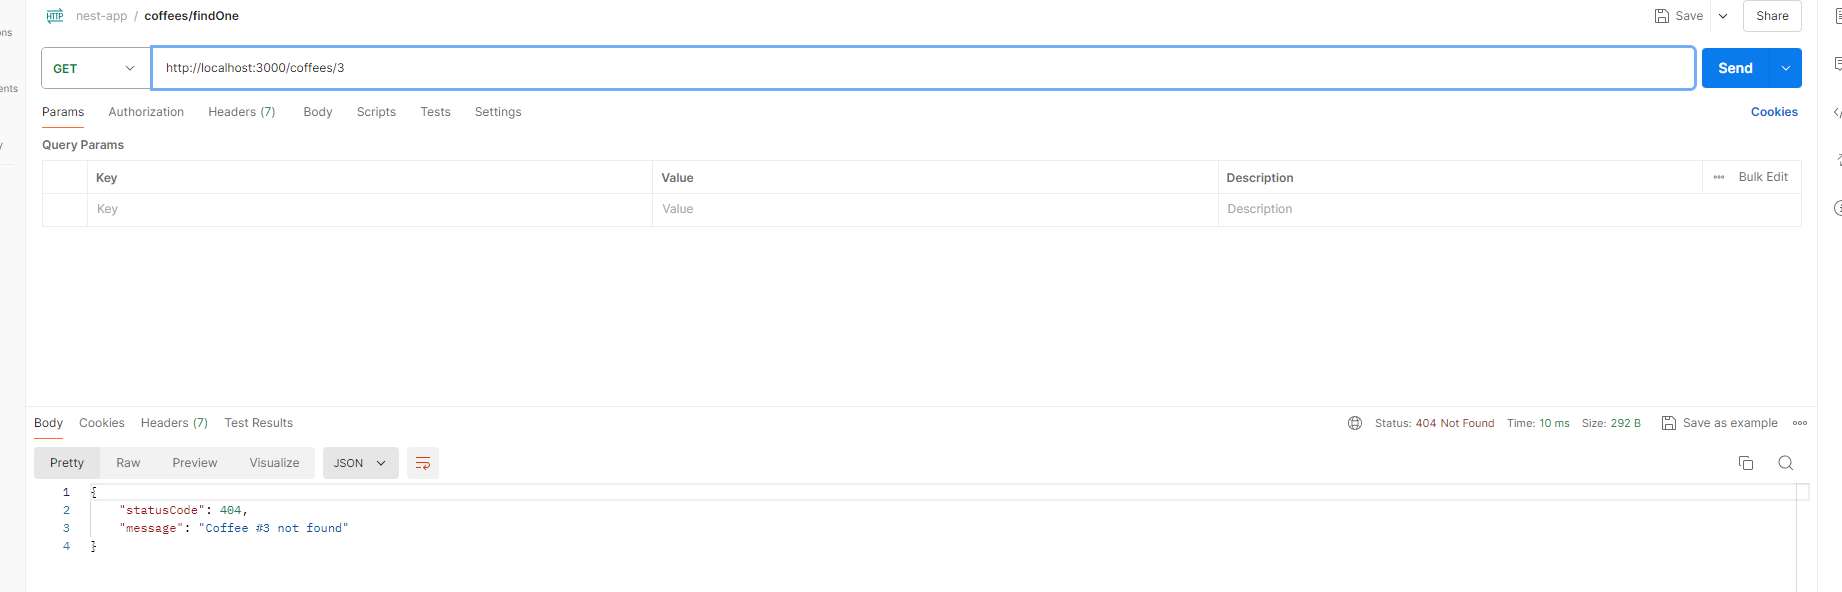 HTTP nest-app / coffees/findOne Save Share
ons
GET http://localhost:3000/coffees/3 Send
ents
Params Authorization Headers (7) Body Scripts Tests Settings Cookies
Query Params
Key Value Description ••• Bulk Edit
Key Value Description
Body Cookies Headers (7) Test Results Status: 404 Not Found Time: 10 ms Size: 292 B Save as example
Pretty Raw Preview Visualize JSON
1 {
2 "statusCode": 404,
3 "message": "Coffee #3 not found"
4 }